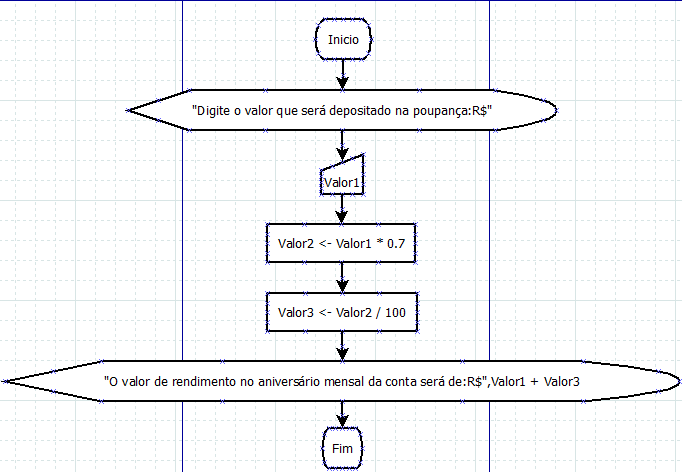 Inicio
"Digite o valor que será depositado na poupança:R$"
Valor1
Valor2 <- Valor1 * 0.7
Valor3 <- Valor2 / 100
"O valor de rendimento no aniversário mensal da conta será de:R$",Valor1 + Valor3
Fim